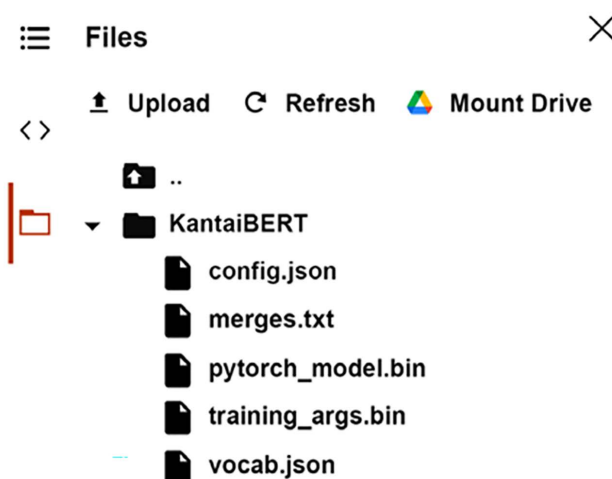 Files
Upload Refresh Mount Drive
..
KantaiBERT
config.json
merges.txt
pytorch_model.bin
training_args.bin
vocab.json